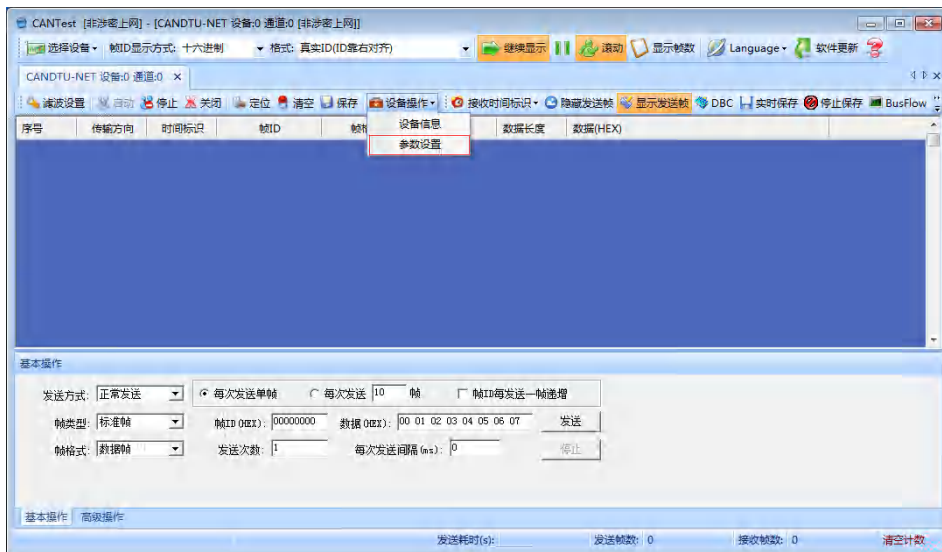 CANTest [非涉密上网] - [CANDTU-NET 设备:0 通道:0 [非涉密上网]]
选择设备 帧ID显示方式: 十六进制 格式: 真实ID(ID靠右对齐) 继续显示 滚动 显示帧数 Language 软件更新
CANDTU-NET 设备:0 通道:0 ×
滤波设置 启动 停止 关闭 定位 清空 保存 设备操作 接收时间标识 隐藏发送帧 显示发送帧 DBC 实时保存 停止保存 BusFlow
序号 传输方向 时间标识 帧ID 数据长度 数据(HEX)
设备信息
参数设置
基本操作
发送方式: 正常发送 每次发送单帧 每次发送 10 帧 帧ID每发送一帧递增
帧类型: 标准帧 帧ID(HEX): 00000000 数据(HEX): 00 01 02 03 04 05 06 07 发送
帧格式: 数据帧 发送次数: 1 每次发送间隔(ms): 0 停止
基本操作 高级操作
发送耗时(s): 发送帧数: 0 接收帧数: 0 清空计数